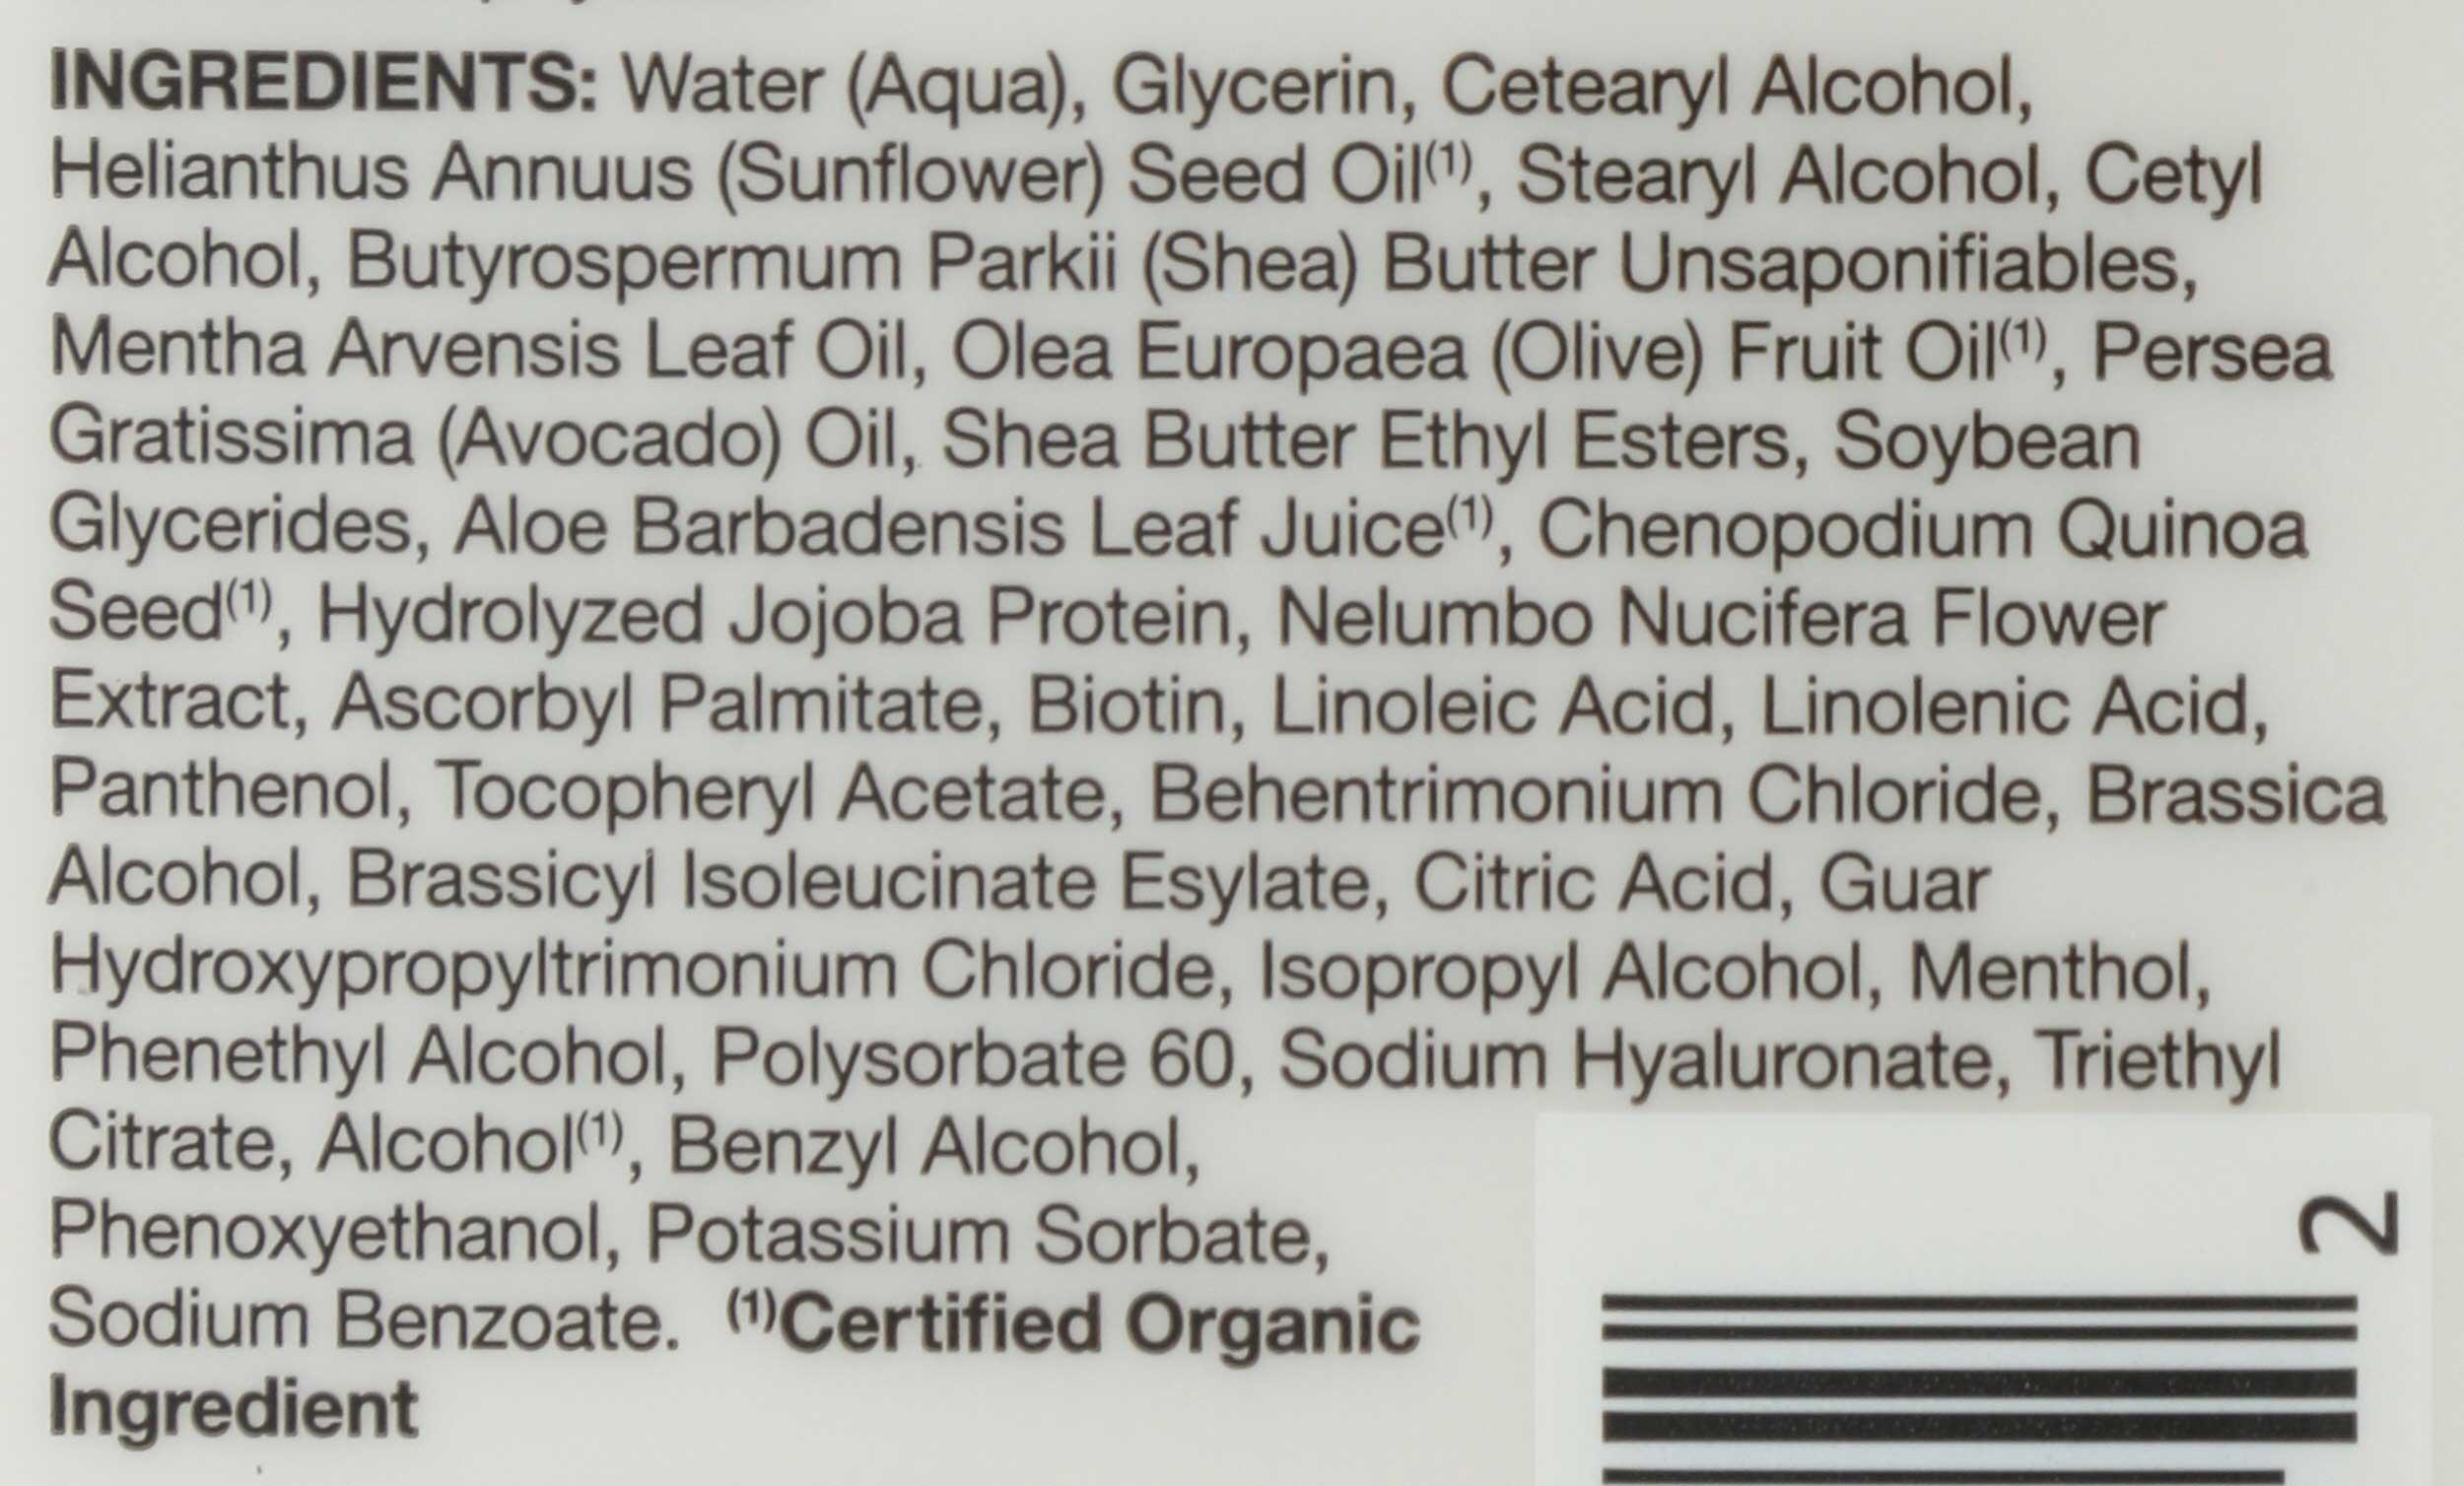 INGREDIENTS: Water (Aqua), Glycerin, Cetearyl Alcohol,
Helianthus Annuus (Sunflower) Seed Oil⁽¹⁾, Stearyl Alcohol, Cetyl
Alcohol, Butyrospermum Parkii (Shea) Butter Unsaponifiables,
Mentha Arvensis Leaf Oil, Olea Europaea (Olive) Fruit Oil⁽¹⁾, Persea
Gratissima (Avocado) Oil, Shea Butter Ethyl Esters, Soybean
Glycerides, Aloe Barbadensis Leaf Juice⁽¹⁾, Chenopodium Quinoa
Seed⁽¹⁾, Hydrolyzed Jojoba Protein, Nelumbo Nucifera Flower
Extract, Ascorbyl Palmitate, Biotin, Linoleic Acid, Linolenic Acid,
Panthenol, Tocopheryl Acetate, Behentrimonium Chloride, Brassica
Alcohol, Brassicyl Isoleucinate Esylate, Citric Acid, Guar
Hydroxypropyltrimonium Chloride, Isopropyl Alcohol, Menthol,
Phenethyl Alcohol, Polysorbate 60, Sodium Hyaluronate, Triethyl
Citrate, Alcohol⁽¹⁾, Benzyl Alcohol,
Phenoxyethanol, Potassium Sorbate,
Sodium Benzoate. ⁽¹⁾Certified Organic
Ingredient
2